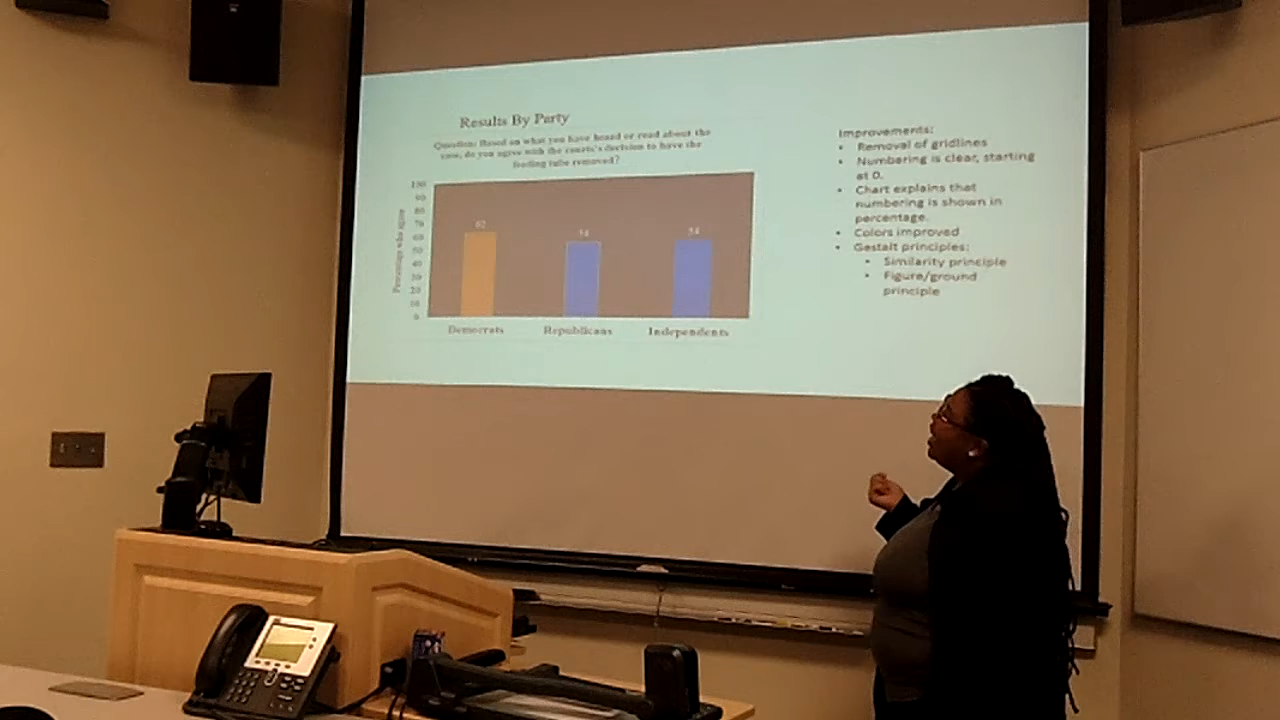 Results By Party
Question: Based on what you have heard or read about the
case, do you agree with the courts's decision to have the
feeding tube removed?
Percentage who agree
100
90
80
70
60
50
40
30
20
10
0
62
54
54
Democrats
Republicans
Independents
Improvements:
• Removal of gridlines
• Numbering is clear, starting
at 0.
• Chart explains that
numbering is shown in
percentage.
• Colors improved
• Gestalt principles:
• Similarity principle
• Figure/ground
principle